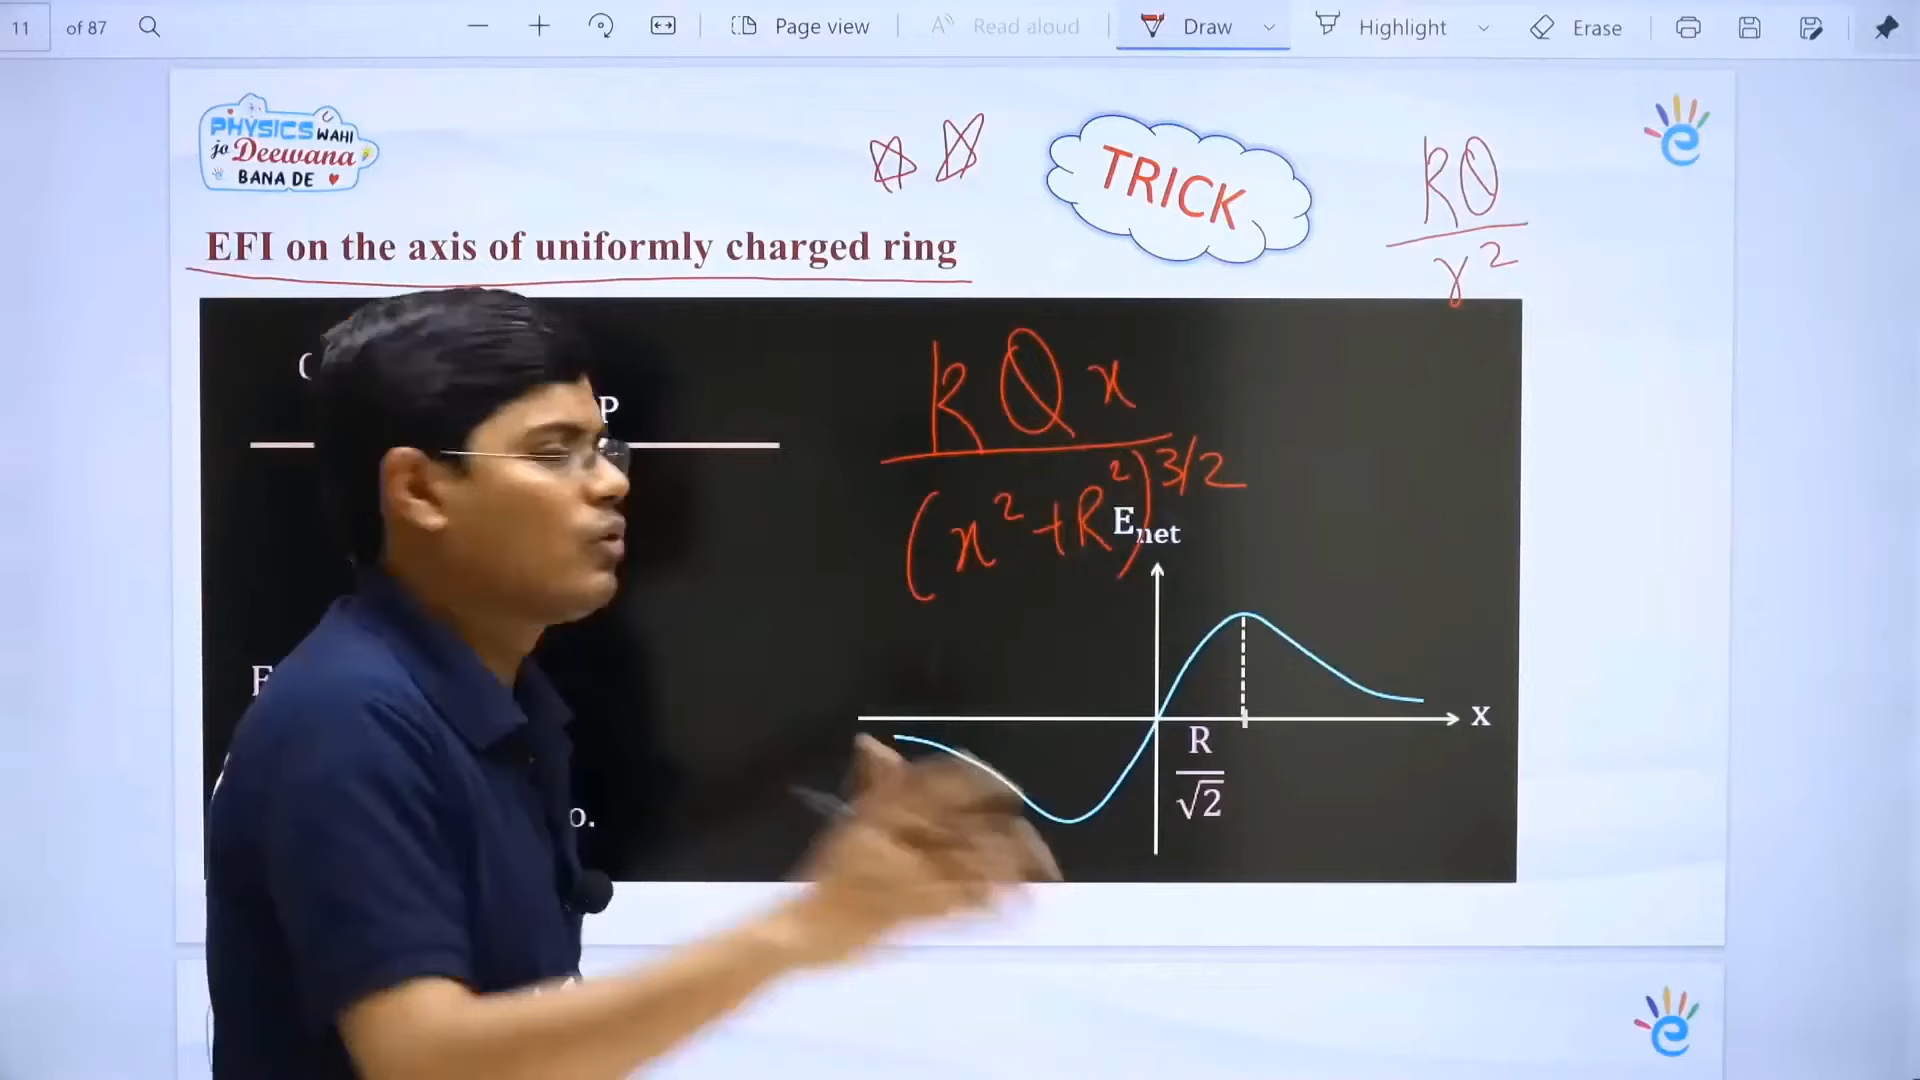 11 of 87 Page view Read aloud Draw Highlight Erase
PHYSICS WAHI
jo Deewana
BANA DE
TRICK
KQ
r²
EFI on the axis of uniformly charged ring
P
KQx
(x²+R²)^3/2
E_net
x
R
√2
o.
e
e